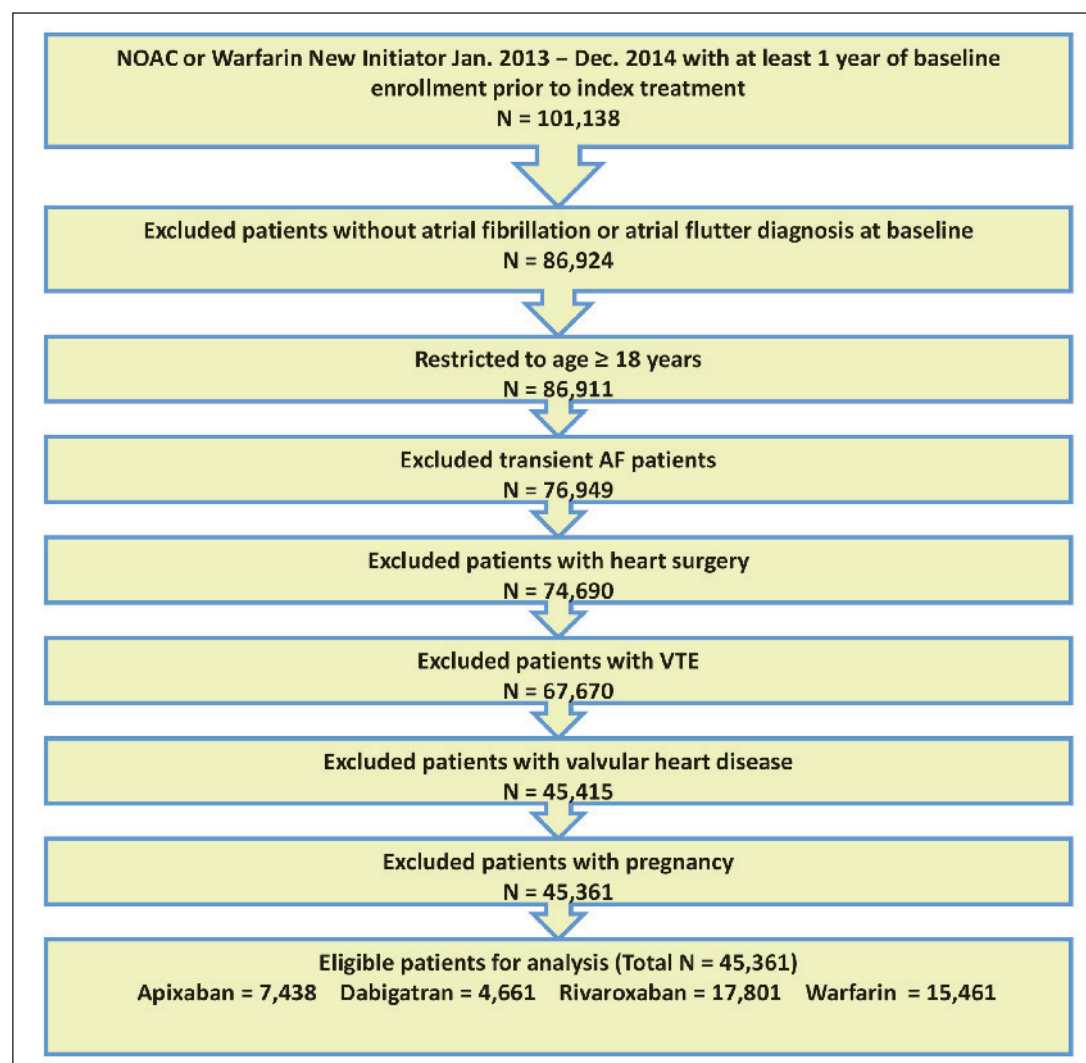 NOAC or Warfarin New Initiator Jan. 2013 – Dec. 2014 with at least 1 year of baseline
enrollment prior to index treatment
N = 101,138
Excluded patients without atrial fibrillation or atrial flutter diagnosis at baseline
N = 86,924
Restricted to age ≥ 18 years
N = 86,911
Excluded transient AF patients
N = 76,949
Excluded patients with heart surgery
N = 74,690
Excluded patients with VTE
N = 67,670
Excluded patients with valvular heart disease
N = 45,415
Excluded patients with pregnancy
N = 45,361
Eligible patients for analysis (Total N = 45,361)
Apixaban = 7,438 Dabigatran = 4,661 Rivaroxaban = 17,801 Warfarin = 15,461